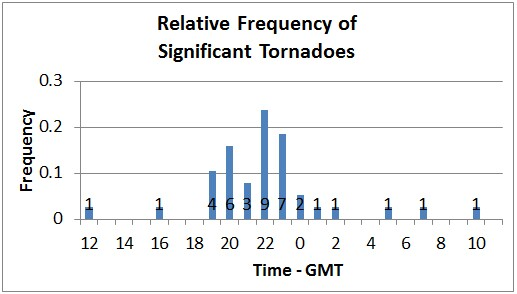 Relative Frequency of
Significant Tornadoes
0.3
0.2
0.1
0
Frequency
1 1 4 6 3 9 7 2 1 1 1 1 1
12 14 16 18 20 22 0 2 4 6 8 10
Time - GMT